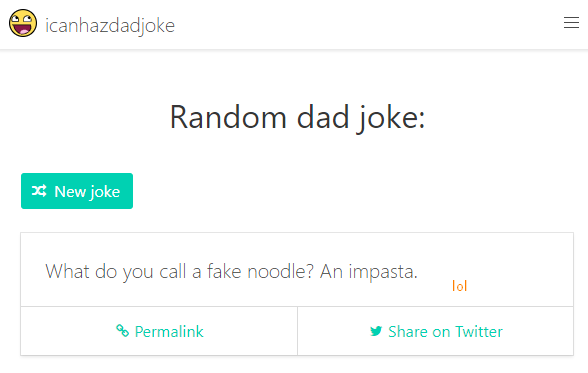 icanhazdadjoke
Random dad joke:
New joke
What do you call a fake noodle? An impasta.
lol
Permalink
Share on Twitter